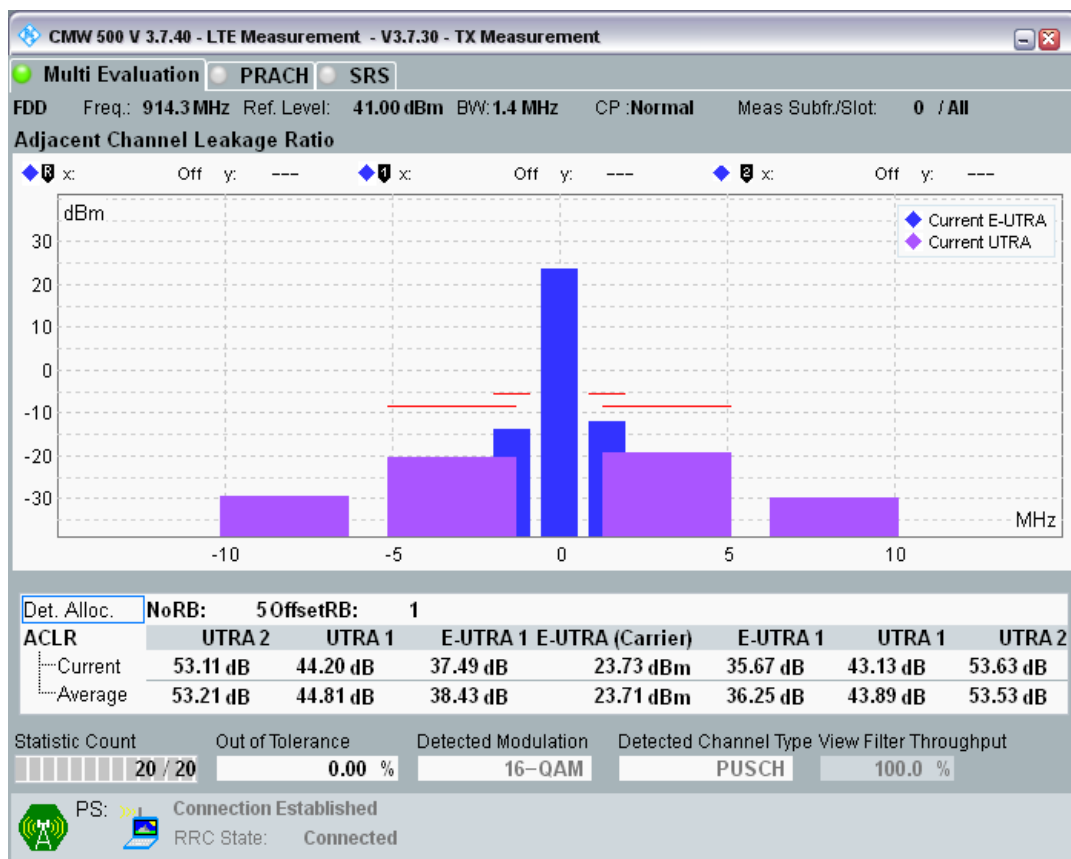 CMW 500 V 3.7.40 - LTE Measurement - V3.7.30 - TX Measurement
Multi Evaluation PRACH SRS
FDD Freq.: 914.3 MHz Ref. Level: 41.00 dBm BW: 1.4 MHz CP :Normal Meas Subfr./Slot: 0 / All
Adjacent Channel Leakage Ratio
R x: Off y: --- 1 x: Off y: --- 2 x: Off y: ---
dBm
Current E-UTRA
Current UTRA
30
20
10
0
-10
-20
-30
MHz
-10 -5 0 5 10
Det. Alloc. NoRB: 5 OffsetRB: 1
ACLR UTRA 2 UTRA 1 E-UTRA 1 E-UTRA (Carrier) E-UTRA 1 UTRA 1 UTRA 2
Current 53.11 dB 44.20 dB 37.49 dB 23.73 dBm 35.67 dB 43.13 dB 53.63 dB
Average 53.21 dB 44.81 dB 38.43 dB 23.71 dBm 36.25 dB 43.89 dB 53.53 dB
Statistic Count Out of Tolerance Detected Modulation Detected Channel Type View Filter Throughput
20 / 20 0.00 % 16-QAM PUSCH 100.0 %
PS: Connection Established
RRC State: Connected